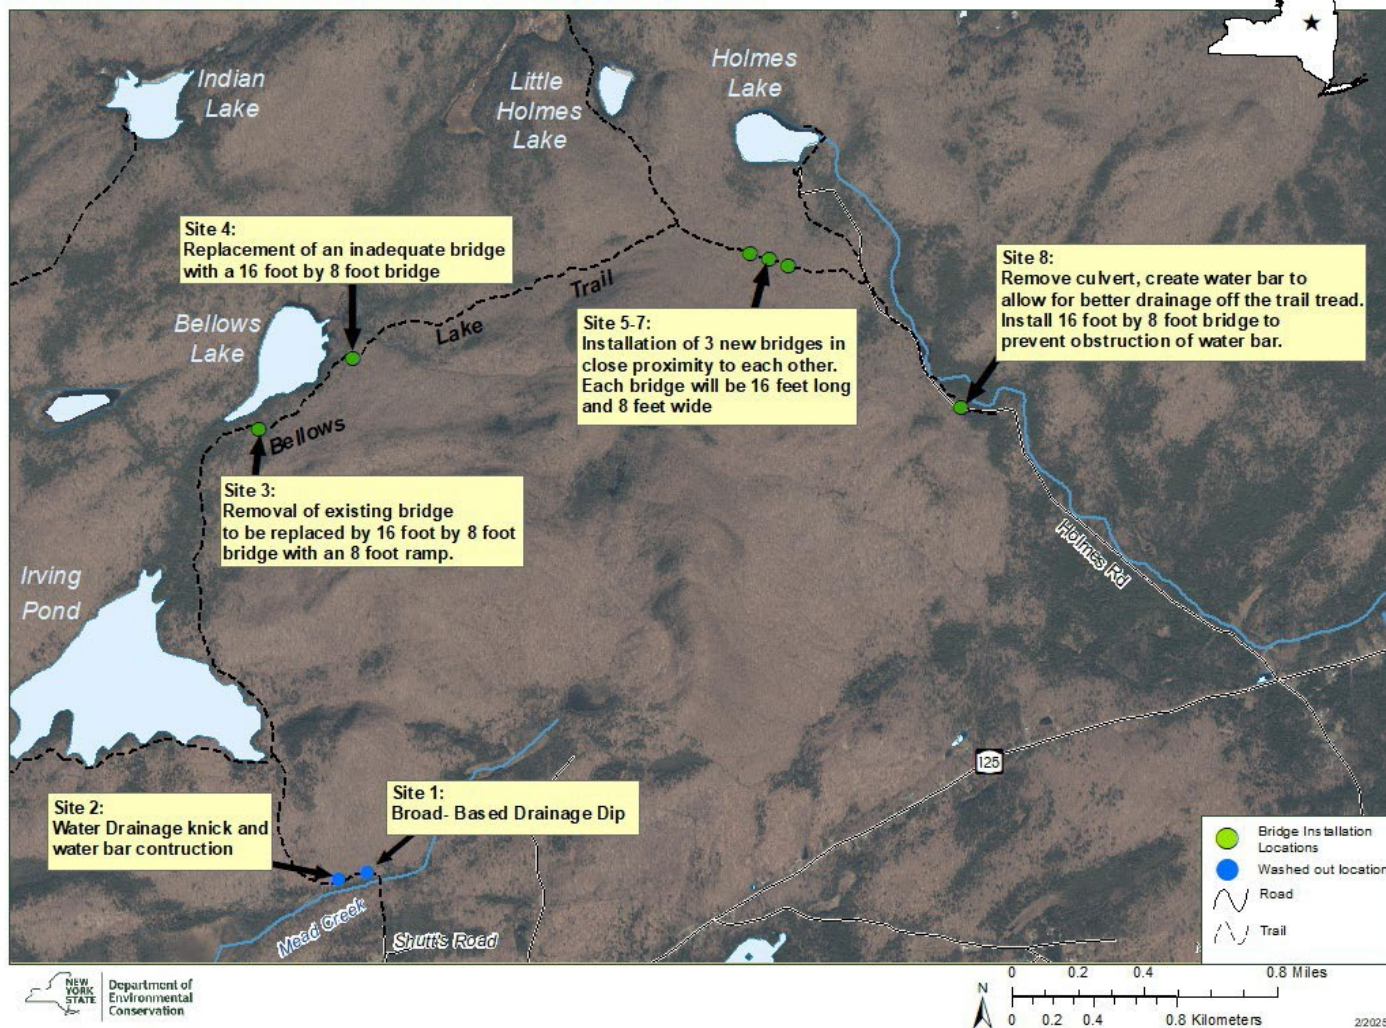 Indian
Lake
Little
Holmes
Lake
Holmes
Lake
Site 4:
Replacement of an inadequate bridge
with a 16 foot by 8 foot bridge
Site 8:
Remove culvert, create water bar to
allow for better drainage off the trail tread.
Install 16 foot by 8 foot bridge to
prevent obstruction of water bar.
Bellows
Lake
Bellows Lake Trail
Site 5-7:
Installation of 3 new bridges in
close proximity to each other.
Each bridge will be 16 feet long
and 8 feet wide
Site 3:
Removal of existing bridge
to be replaced by 16 foot by 8 foot
bridge with an 8 foot ramp.
Holmes Rd
Irving
Pond
125
Site 2:
Water Drainage knick and
water bar contruction
Site 1:
Broad- Based Drainage Dip
Mead Creek
Shutt's Road
Bridge Installation
Locations
Washed out location
Road
Trail
NEW
YORK
STATE
Department of
Environmental
Conservation
N
0 0.2 0.4 0.8 Miles
0 0.2 0.4 0.8 Kilometers
2/2025